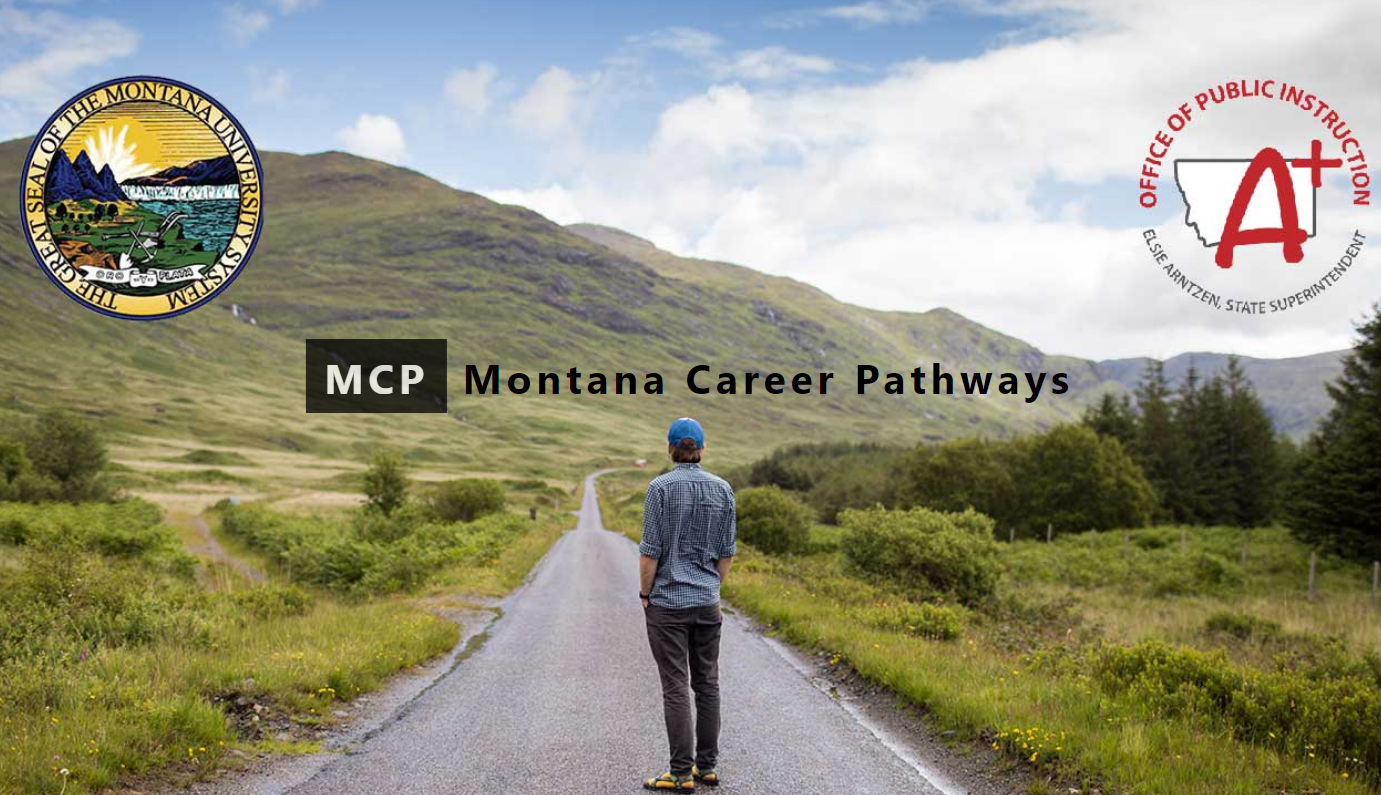 THE GREAT SEAL OF THE MONTANA UNIVERSITY SYSTEM
ORO Y PLATA
OFFICE OF PUBLIC INSTRUCTION
A+
ELSIE ARNTZEN, STATE SUPERINTENDENT
MCP Montana Career Pathways